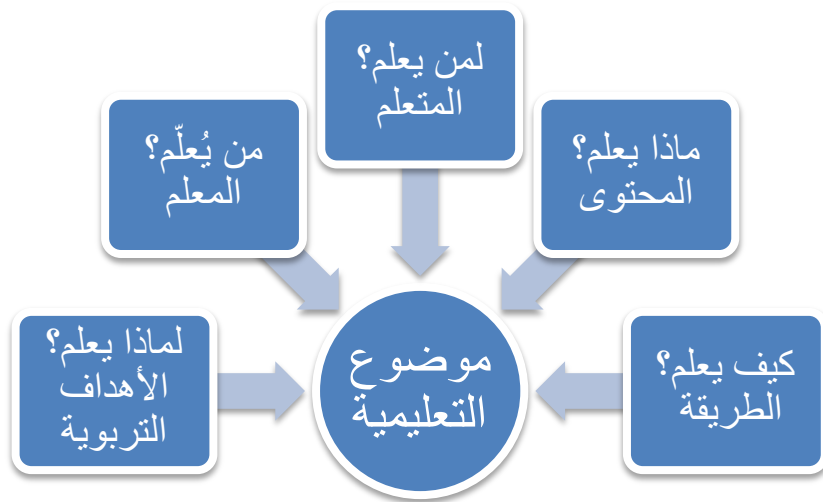 لمن يعلم؟
المتعلم
ماذا يعلم؟
المحتوى
من يُعلّم؟
المعلم
كيف يعلم؟
الطريقة
موضوع
التعليمية
لماذا يعلم؟
الأهداف
التربوية